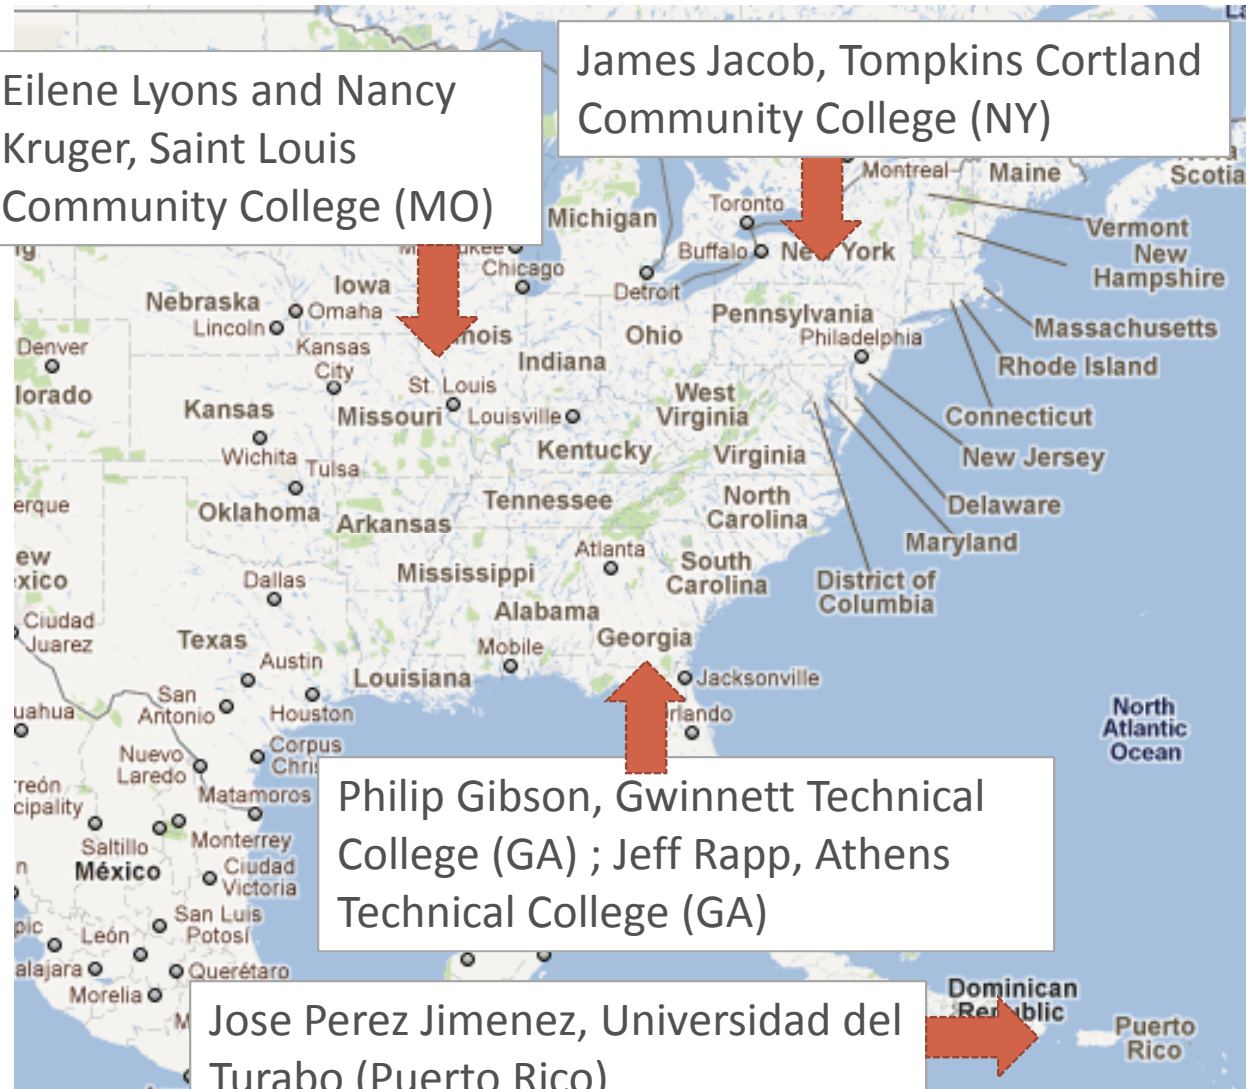 James Jacob, Tompkins Cortland
Community College (NY)
Eilene Lyons and Nancy
Kruger, Saint Louis
Community College (MO)
Montreal
Maine
Scotia
Michigan
Toronto
Vermont
Buffalo
New York
New
Hampshire
Chicago
Iowa
Detroit
Nebraska
Omaha
Pennsylvania
Lincoln
Ohio
Philadelphia
Massachusetts
Denver
Kansas
City
Indiana
Rhode Island
St. Louis
West
Virginia
Kansas
Missouri
Louisville
Connecticut
Wichita
Kentucky
Virginia
New Jersey
Tulsa
Tennessee
North
Carolina
Delaware
Oklahoma
Arkansas
Maryland
Atlanta
South
Carolina
Mississippi
Dallas
District of
Columbia
Alabama
Ciudad
Juarez
Texas
Georgia
Mobile
Austin
Louisiana
Jacksonville
San
Antonio
Houston
North
Atlantic
Ocean
Corpus
Nuevo
Laredo
Matamoros
Philip Gibson, Gwinnett Technical
College (GA) ; Jeff Rapp, Athens
Technical College (GA)
Saltillo
Monterrey
México
Ciudad
Victoria
San Luis
Potosí
León
Querétaro
Morelia
Dominican
Republic
Puerto
Rico
Jose Perez Jimenez, Universidad del
Turabo (Puerto Rico)